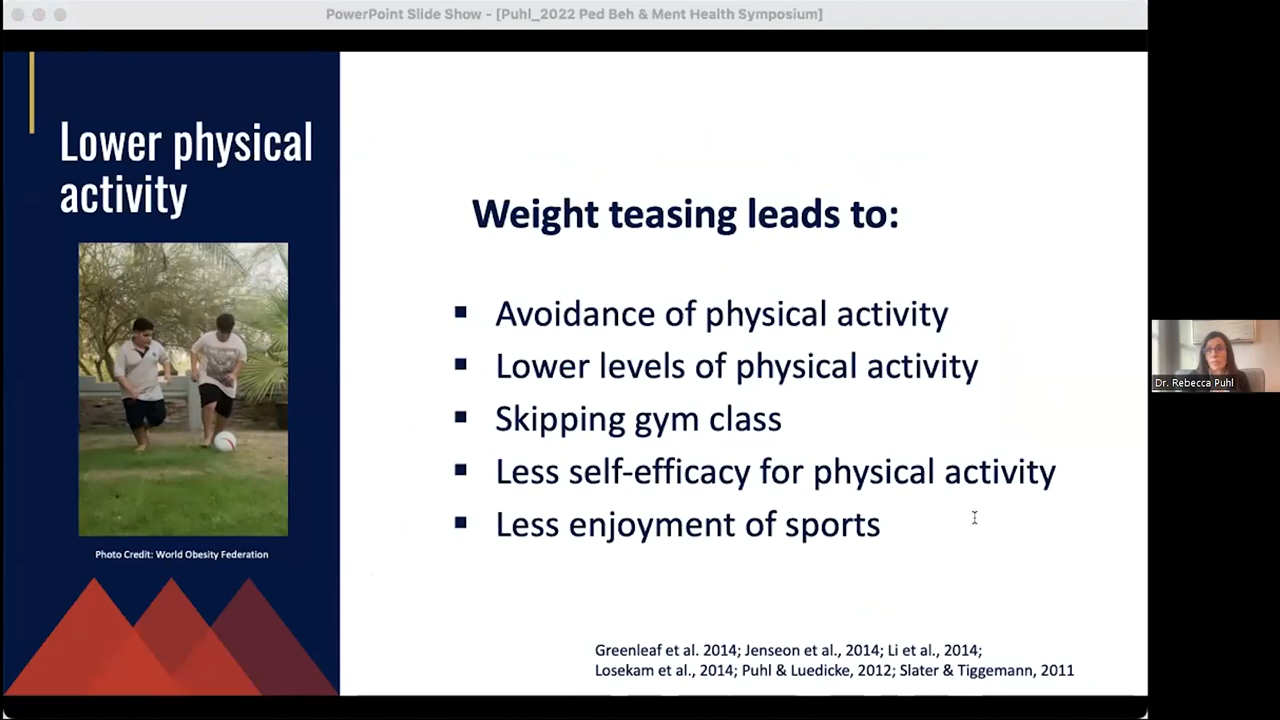 PowerPoint Slide Show - [Puhl_2022 Ped Beh & Ment Health Symposium]
Lower physical
activity
Photo Credit: World Obesity Federation
Weight teasing leads to:
Avoidance of physical activity
Lower levels of physical activity
Skipping gym class
Less self-efficacy for physical activity
Less enjoyment of sports
Greenleaf et al. 2014; Jenseon et al., 2014; Li et al., 2014;
Losekam et al., 2014; Puhl & Luedicke, 2012; Slater & Tiggemann, 2011
Dr. Rebecca Puhl